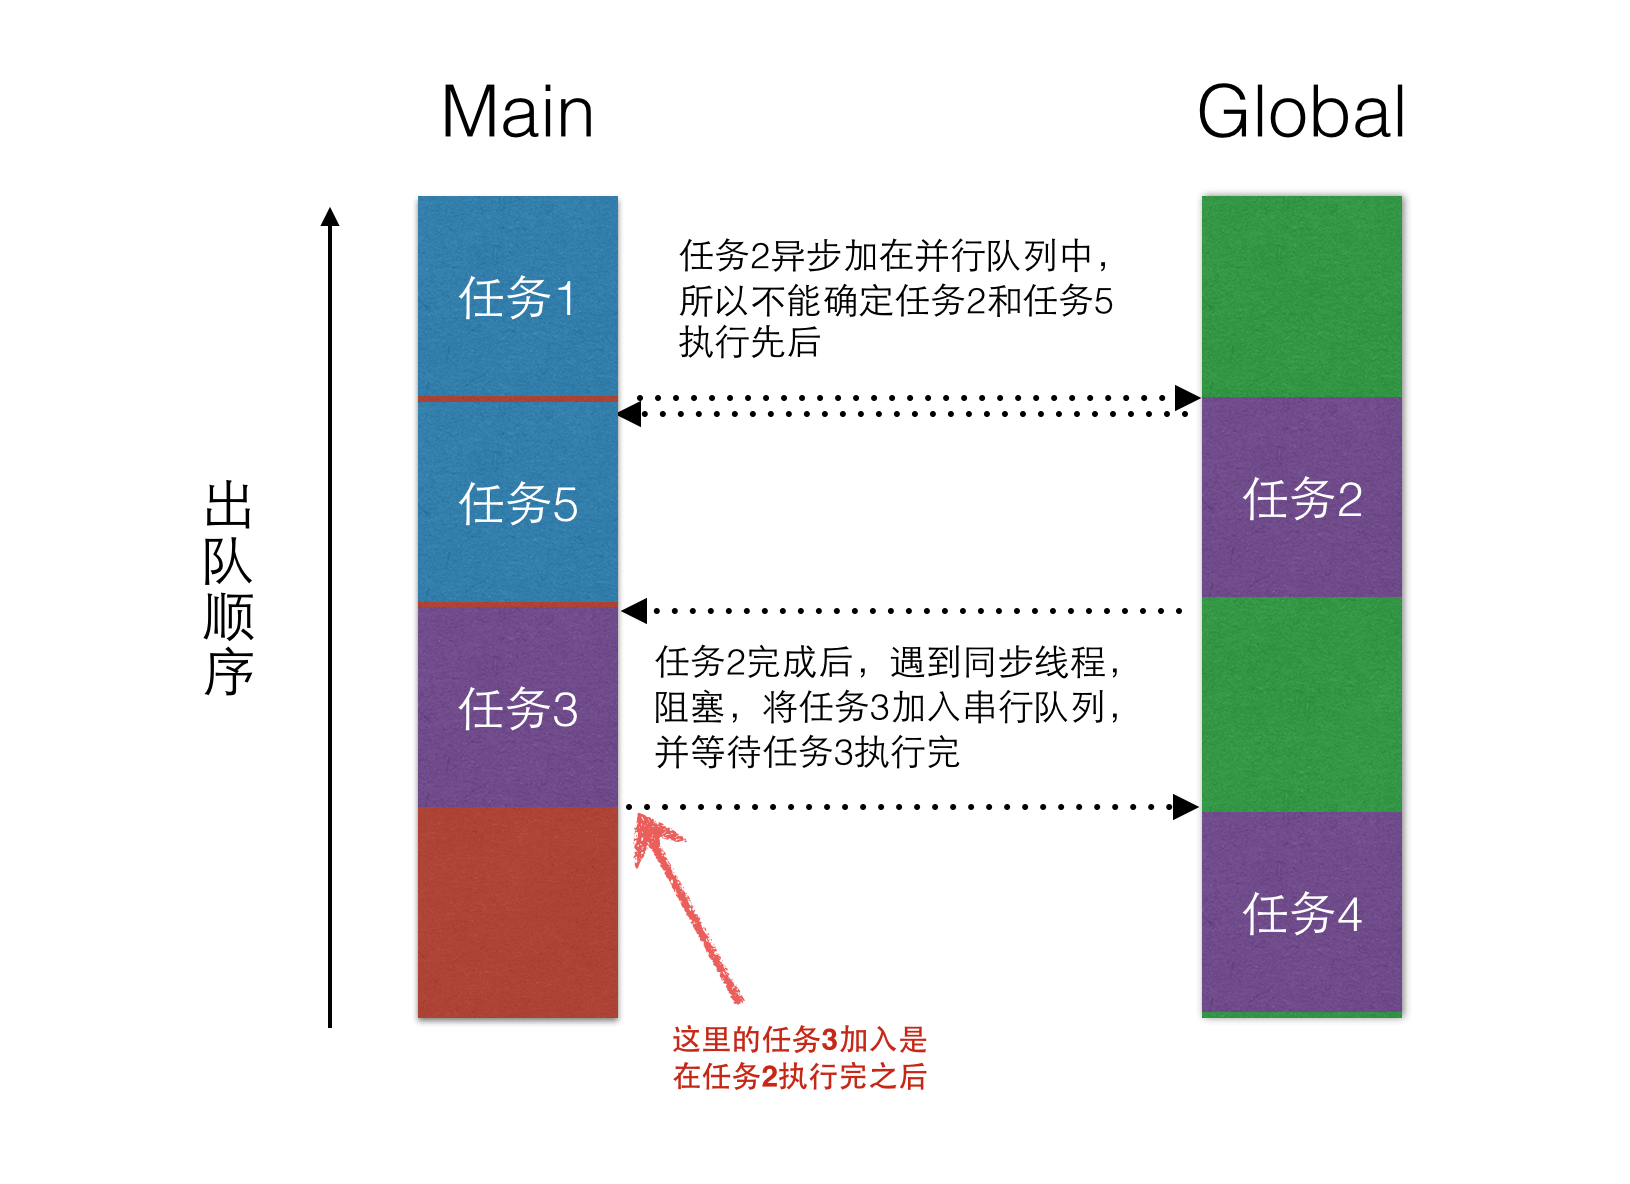 Main
Global
任务1
任务2异步加在并行队列中，
所以不能确定任务2和任务5
执行先后
任务5
任务2
出
队
顺
序
任务3
任务2完成后，遇到同步线程，
阻塞，将任务3加入串行队列，
并等待任务3执行完
任务4
这里的任务3加入是
在任务2执行完之后